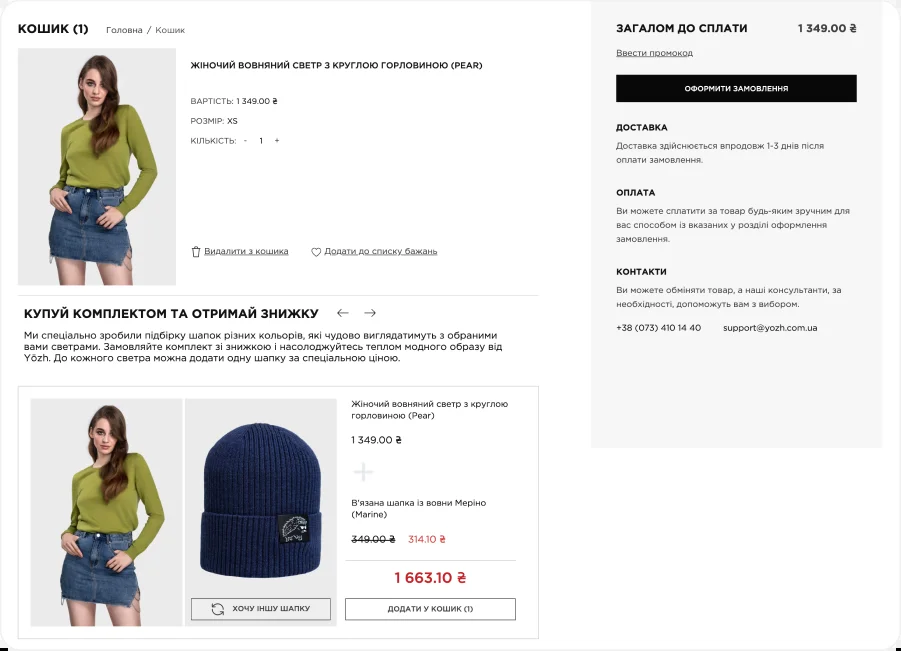 КОШИК (1)
Головна / Кошик
ЖІНОЧИЙ ВОВНЯНИЙ СВЕТР З КРУГЛОЮ ГОРЛОВИНОЮ (PEAR)
ВАРТІСТЬ: 1 349.00 ₴
РОЗМІР: XS
КІЛЬКІСТЬ: - 1 +
Видалити з кошика
Додати до списку бажань
КУПУЙ КОМПЛЕКТОМ ТА ОТРИМАЙ ЗНИЖКУ ← →
Ми спеціально зробили підбірку шапок різних кольорів, які чудово виглядатимуть з обраними
вами светрами. Замовляйте комплект зі знижкою і насолоджуйтесь теплом модного образу від
Yözh. До кожного светра можна додати одну шапку за спеціальною ціною.
Жіночий вовняний светр з круглою
горловиною (Pear)
1 349.00 ₴
+
В'язана шапка із вовни Меріно
(Marine)
349.00 ₴ 314.10 ₴
1 663.10 ₴
ХОЧУ ІНШУ ШАПКУ
ДОДАТИ У КОШИК (1)
ЗАГАЛОМ ДО СПЛАТИ 1 349.00 ₴
Ввести промокод
ОФОРМИТИ ЗАМОВЛЕННЯ
ДОСТАВКА
Доставка здійснюється впродовж 1-3 днів після
оплати замовлення.
ОПЛАТА
Ви можете сплатити за товар будь-яким зручним для
вас способом із вказаних у розділі оформлення
замовлення.
КОНТАКТИ
Ви можете обміняти товар, а наші консультанти, за
необхідності, допоможуть вам з вибором.
+38 (073) 410 14 40 support@yozh.com.ua